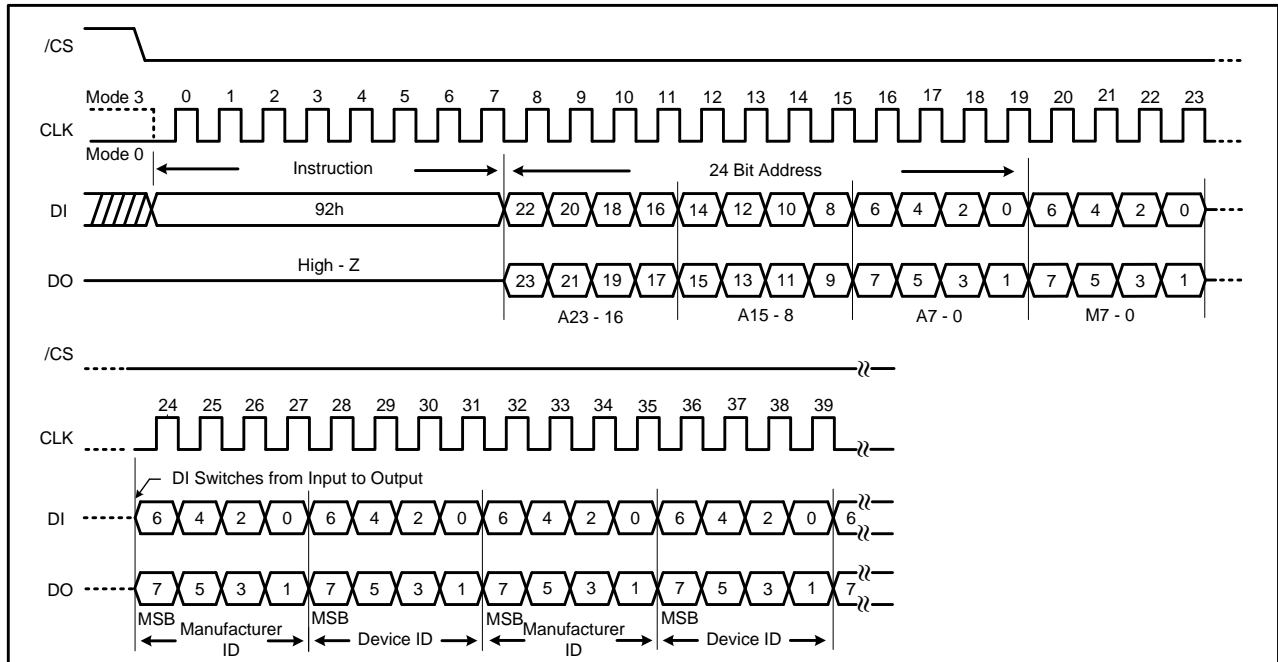 /CS
Mode 3 0 1 2 3 4 5 6 7 8 9 10 11 12 13 14 15 16 17 18 19 20 21 22 23
CLK
Mode 0
Instruction 24 Bit Address
DI 92h 22 20 18 16 14 12 10 8 6 4 2 0 6 4 2 0
High - Z
DO 23 21 19 17 15 13 11 9 7 5 3 1 7 5 3 1
A23 - 16 A15 - 8 A7 - 0 M7 - 0
/CS
24 25 26 27 28 29 30 31 32 33 34 35 36 37 38 39
CLK
DI Switches from Input to Output
DI 6 4 2 0 6 4 2 0 6 4 2 0 6 4 2 0 6
DO 7 5 3 1 7 5 3 1 7 5 3 1 7 5 3 1 7
MSB MSB MSB MSB
Manufacturer ID Device ID Manufacturer ID Device ID